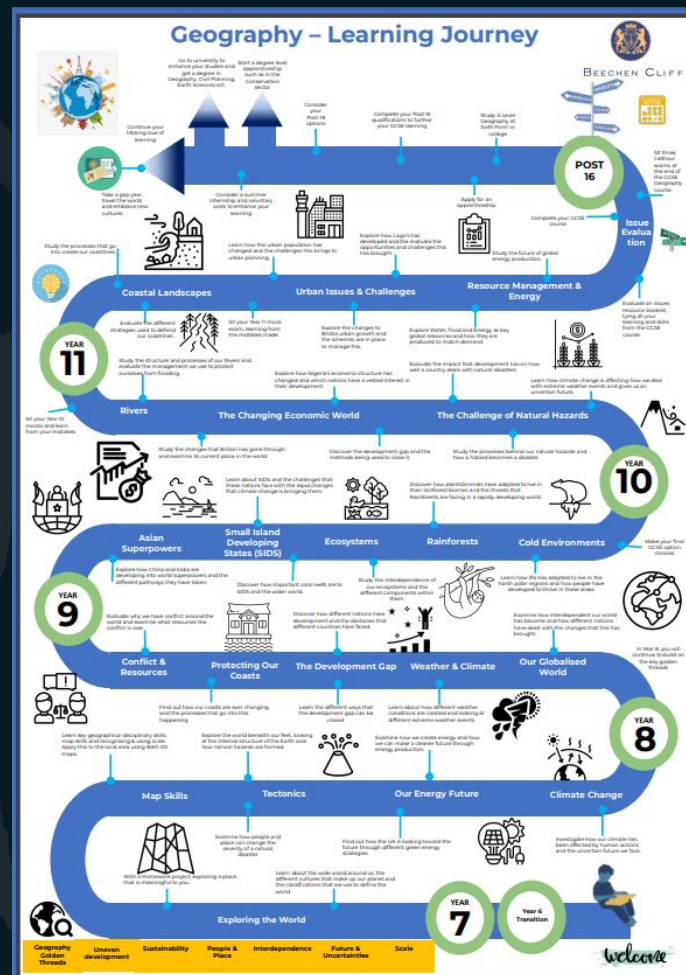 Geography – Learning Journey
BEECHEN CLIFF
Go to university to
enhance your studies and
get a degree in
Geography, Civil Planning,
Earth Sciences ect.
Start a degree level
apprenticeship
such as in the
Conservation
sector
Consider
your
Post-18
options
Complete your Post 16
qualifications to further
your GCSE learning
Study A Level
Geography at
Sixth Form or
college
Continue your
lifelong love of
learning
POST
16
Sit three,
1.5hour
exams at
the end of
the GCSE
Geography
course.
Take a gap year,
travel the world
and embrace new
cultures
Consider a summer
internship and voluntary
work to enhance your
learning
Apply for an
apprenticeship.
Complete your GCSE
course
Issue
Evalua
tion
Study the processes that go
into create our coastlines.
Learn how the urban population has
changed and the challenges this brings to
urban planning.
Explore how Lagos has
developed and the evaluate the
opportunities and challenges this
has brought.
Study the future of global
energy production.
Coastal Landscapes
Urban Issues & Challenges
Resource Management &
Energy
Evaluate an issues
resource booklet,
tying all your
learning and skills
from the GCSE
course.
YEAR
11
Evaluate the different
strategies used to defend
our coastlines.
Sit your Year 11 mock
exam, learning from
the mistakes made.
Explore the changes to
Bristol urban growth and
the schemes are in place
to manage this.
Explore Water, Food and Energy as key
global resources and how they are
produced to match demand.
Study the structure and processes of our Rivers and
evaluate the management we use to protect
ourselves from flooding.
Explore how Nigeria's economic structure has
changed and which nations have a vested interest in
their development.
Evaluate the impact that development has on how
well a country deals with natural disasters.
Learn how climate change is affecting how we deal
with extreme weather events and gives us an
uncertain future.
Rivers
The Changing Economic World
The Challenge of Natural Hazards
Sit your Year 10
mocks and learn
from your mistakes
Study the changes that Britain has gone through
and examine its current place in the world.
Discover the development gap and the
methods being used to close it.
Study the processes behind our natural hazards and
how a hazard becomes a disaster.
YEAR
10
Learn about SIDS and the challenges that
these nations face with the rapid changes
that climate change is bringing them.
Discover how plants/animals have adapted to live in
their rainforest biomes and the threats that
Rainforests are facing in a rapidly developing world.
Asian
Superpowers
Small Island
Developing
States (SIDS)
Ecosystems
Rainforests
Cold Environments
Make your final
GCSE option
choices
YEAR
9
Explore how China and India are
developing into world superpowers and the
different pathways they have taken.
Discover how important coral reefs are to
SIDS and the wider world.
Study the interdependence of
our ecosystems and the
different components within
them.
Learn how life has adapted to live in the
harsh polar regions and how people have
developed to thrive in these areas.
Evaluate why we have conflict around the
world and examine what resources the
conflict is over.
Discover how different nations have
development and the obstacles that
different countries have faced.
Examine how interdependent our world
has become and how different nations
have dealt with the changes that this has
brought.
Conflict &
Resources
Protecting Our
Coasts
The Development Gap
Weather & Climate
Our Globalised
World
In Year 9, you will
continue to build on
the key golden
threads
Find out how our coasts are ever changing
and the processes that go into this
happening.
Learn the different ways that
the development gap can be
closed.
Learn about how different weather
conditions are created and looking at
different extreme weather events.
YEAR
8
Learn key geographical disciplinary skills
map skills and recognising & using scale.
Apply this to the local area using Bath OS
maps.
Explore the world beneath our feet, looking
at the internal structure of the Earth and
how natural hazards are formed.
Examine how we create energy and how
we can make a cleaner future through
energy production.
Map Skills
Tectonics
Our Energy Future
Climate Change
Examine how people and
place can change the
severity of a natural
disaster
Find out how the UK is looking toward the
future through different green energy
strategies.
Investigate how our climate has
been affected by human actions
and the uncertain future we face.
With a Homework project, exploring a place
that is meaningful to you.
Learn about the wide world around us, the
different cultures that make up our planet and
the classifications that we use to define the
world.
Exploring the World
YEAR
7
Year 6
Transition
Geography
Golden
Threads
Uneven
development
Sustainability
People &
Place
Interdependence
Future &
Uncertainties
Scale
welcome